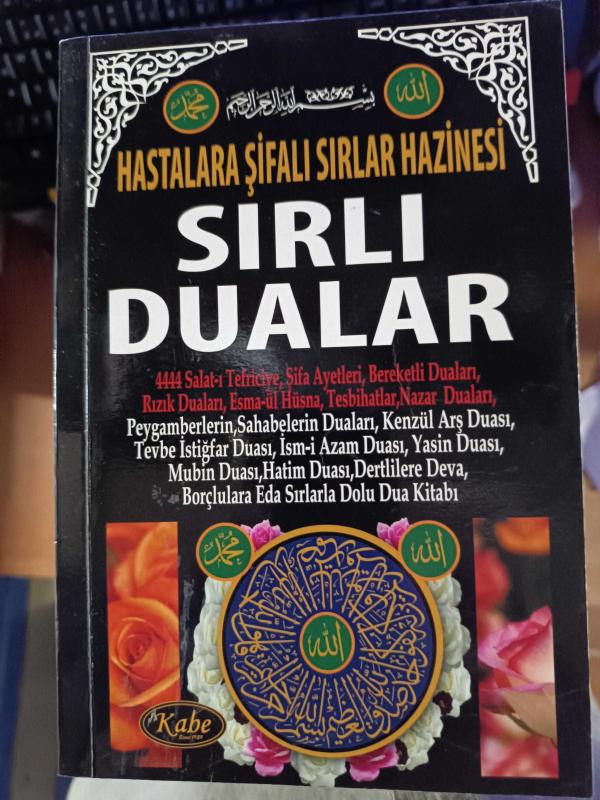 محمد
بسم الله الرحمن الرحيم
الله
HASTALARA ŞİFALI SIRLAR HAZİNESİ
SIRLI
DUALAR
4444 Salat-ı Tefriciye, Şifa Ayetleri, Bereketli Duaları,
Rızık Duaları, Esma-ül Hüsna, Tesbihatlar,Nazar Duaları,
Peygamberlerin,Sahabelerin Duaları, Kenzül Arş Duası,
Tevbe İstiğfar Duası, İsm-i Azam Duası, Yasin Duası,
Mubin Duası,Hatim Duası,Dertlilere Deva,
Borçlulara Eda Sırlarla Dolu Dua Kitabı
محمد
الله
الله
Kabe